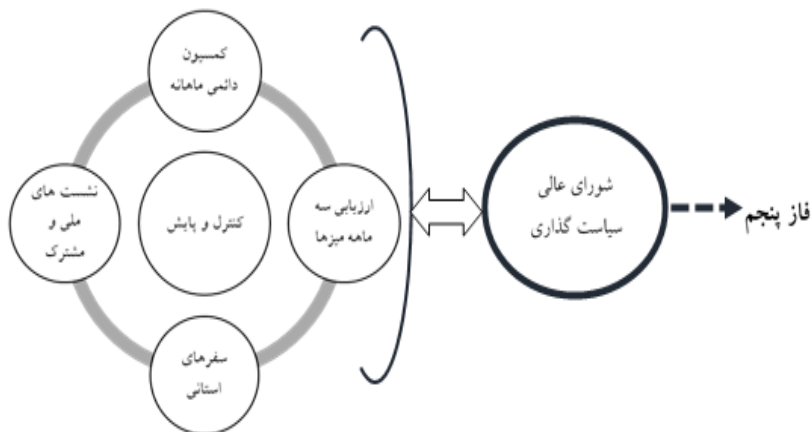 کمسیون
دائمی ماهانه
نشست های
ملی و
مشترک
کنترل و پایش
ارزیابی سه
ماهه میزها
سفرهای
استانی
شورای عالی
سیاست گذاری
فاز پنجم